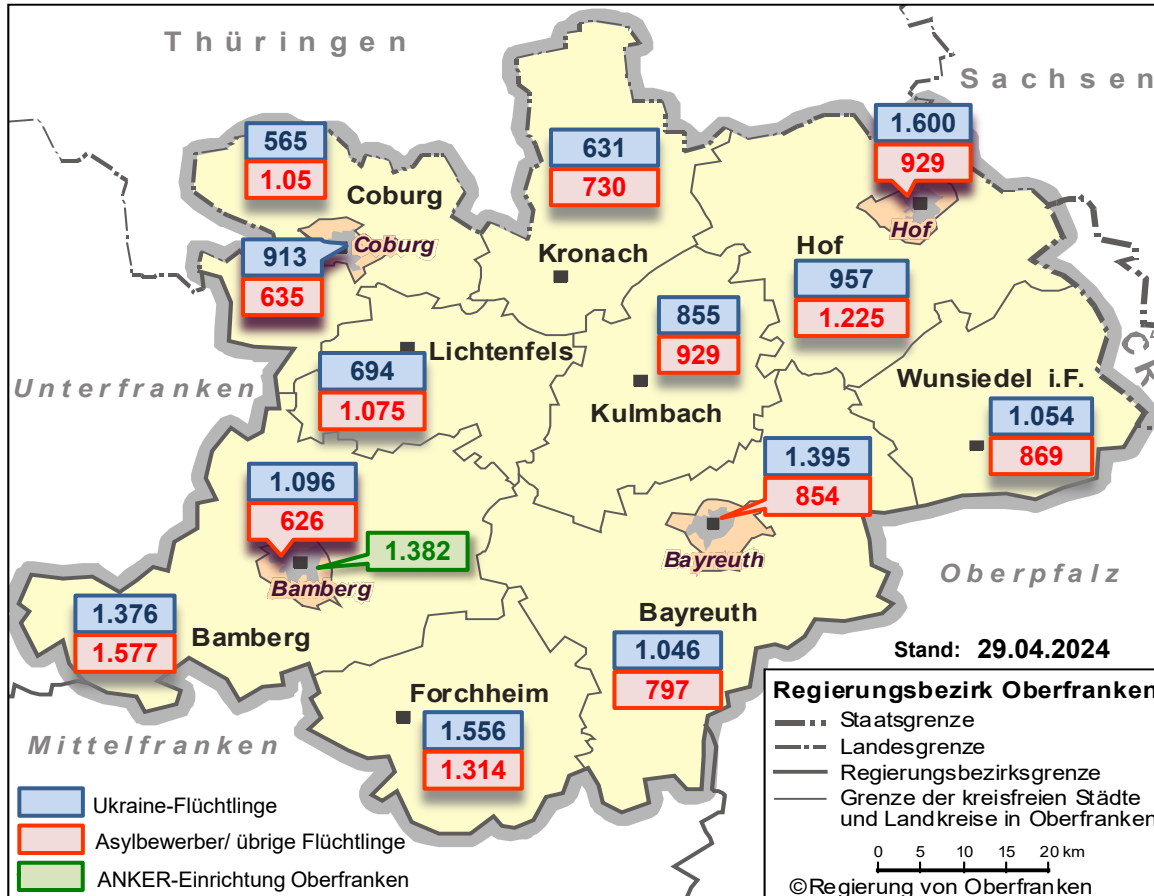 Thüringen
Sachsen
565
1.05
Coburg
631
730
1.600
929
Hof
Coburg
913
635
Kronach
Hof
957
1.225
Lichtenfels
694
1.075
855
929
Kulmbach
Unterfranken
Wunsiedel i.F.
1.054
869
1.096
626
1.382
Bamberg
1.395
854
Bayreuth
Oberpfalz
1.376
1.577
Bamberg
Bayreuth
1.046
797
Stand: 29.04.2024
Forchheim
1.556
1.314
Mittelfranken
Ukraine-Flüchtlinge
Asylbewerber/ übrige Flüchtlinge
ANKER-Einrichtung Oberfranken
Regierungsbezirk Oberfranken
Staatsgrenze
Landesgrenze
Regierungsbezirksgrenze
Grenze der kreisfreien Städte
und Landkreise in Oberfranken
0 5 10 15 20 km
©Regierung von Oberfranken